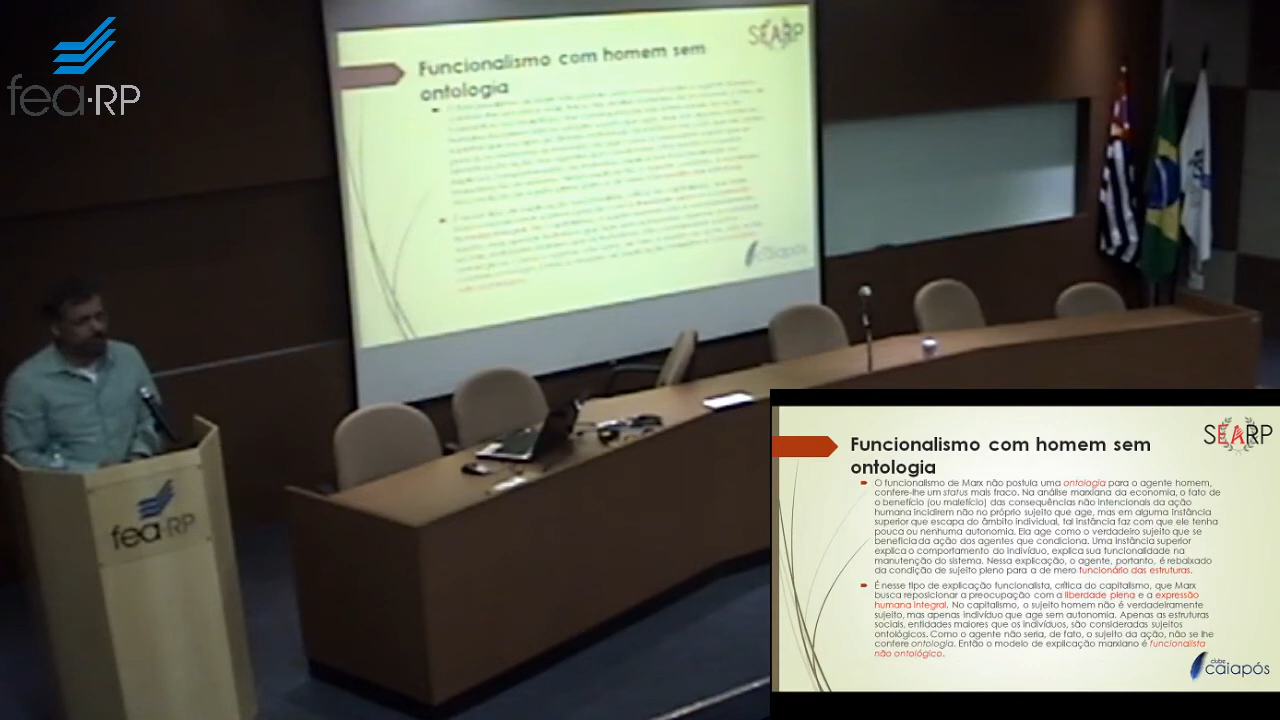 fea-RP
Funcionalismo com homem sem
ontologia
SEARP
caiapós
fea-RP
Funcionalismo com homem sem
ontologia
SEARP
O funcionalismo de Marx não postula uma ontologia para o agente homem,
confere-lhe um status mais fraco. Na análise marxiana da economia, o fato de
o benefício (ou malefício) das consequências não intencionais da ação
humana incidirem não no próprio sujeito que age, mas em alguma instância
superior que escapa do âmbito individual, tal instância faz com que ele tenha
pouca ou nenhuma autonomia. Ela age como o verdadeiro sujeito que se
beneficia da ação dos agentes que condiciona. Uma instância superior
explica o comportamento do indivíduo, explica sua funcionalidade na
manutenção do sistema. Nessa explicação, o agente, portanto, é rebaixado
da condição de sujeito pleno para a de mero funcionário das estruturas.
É nesse tipo de explicação funcionalista, crítica do capitalismo, que Marx
busca reposicionar a preocupação com a liberdade plena e a expressão
humana integral. No capitalismo, o sujeito homem não é verdadeiramente
sujeito, mas apenas indivíduo que age sem autonomia. Apenas as estruturas
sociais, entidades maiores que os indivíduos, são consideradas sujeitos
ontológicos. Como o agente não seria, de fato, o sujeito da ação, não se lhe
confere ontologia. Então o modelo de explicação marxiano é funcionalista
não ontológico.
clube
caiapós